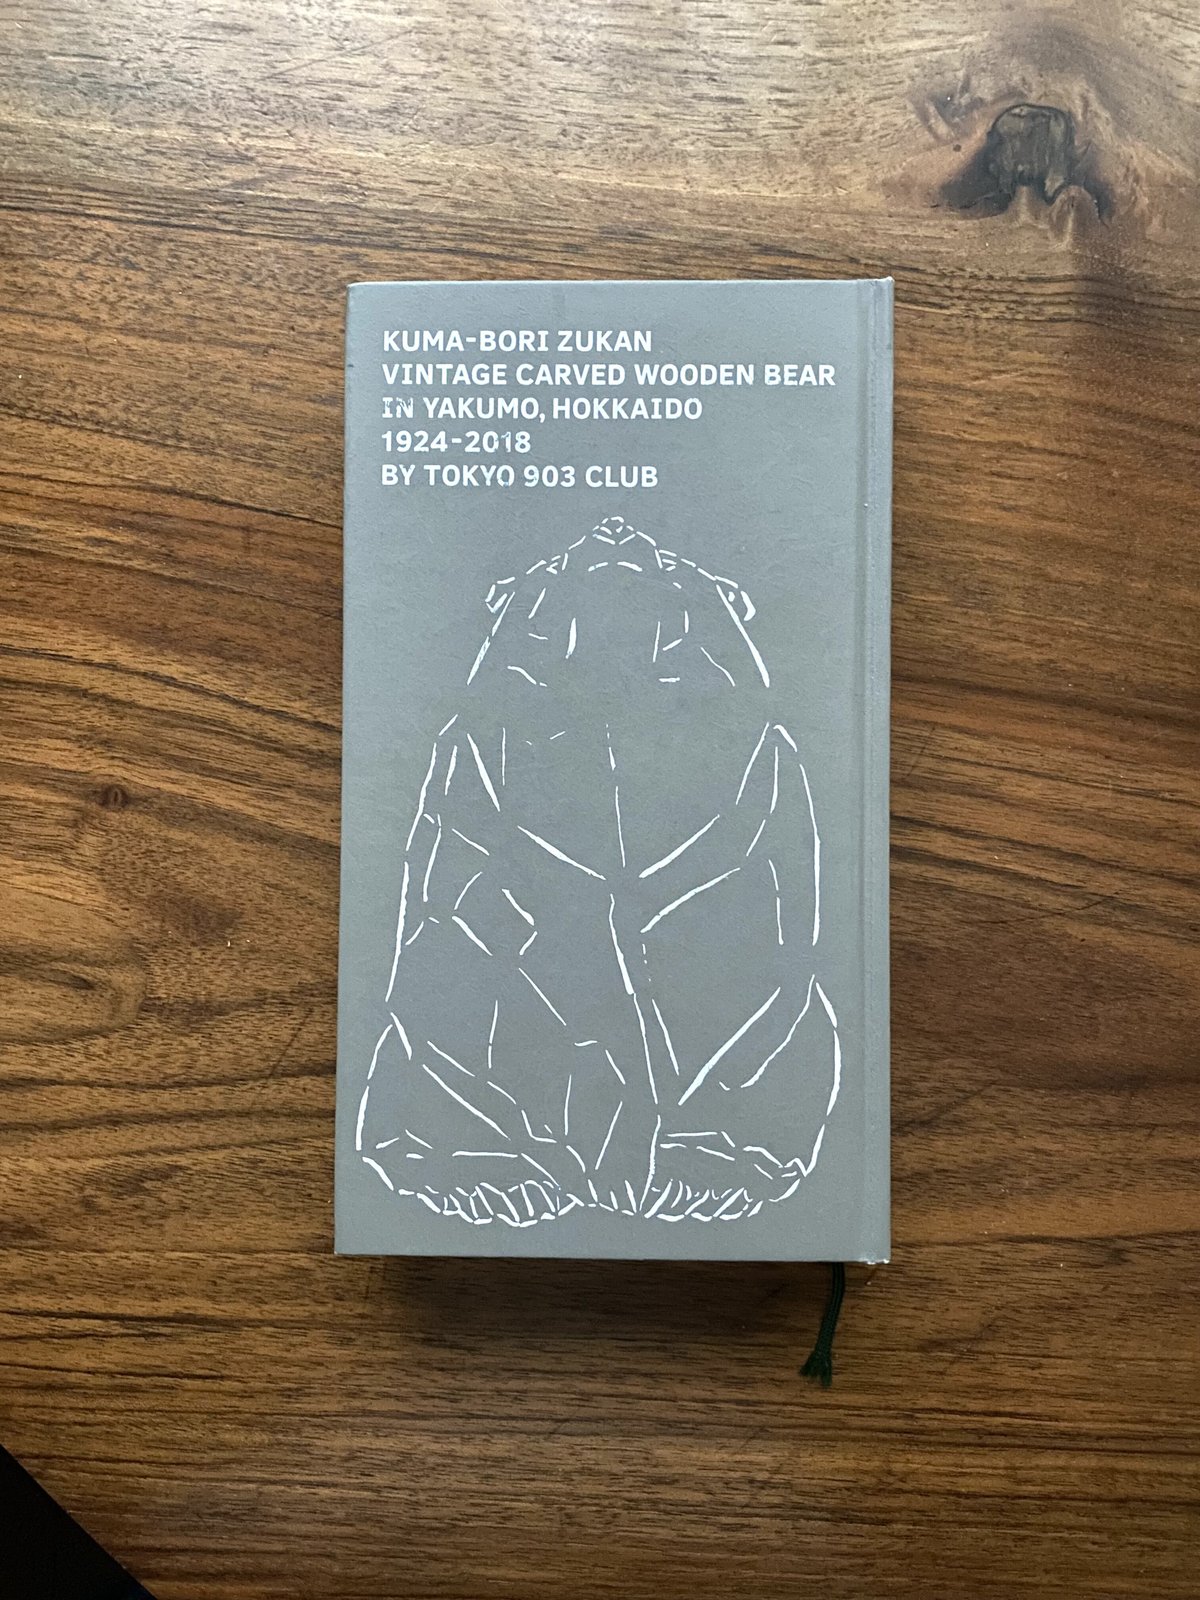 KUMA-BORI ZUKAN
VINTAGE CARVED WOODEN BEAR
IN YAKUMO, HOKKAIDO
1924-2018
BY TOKYO 903 CLUB